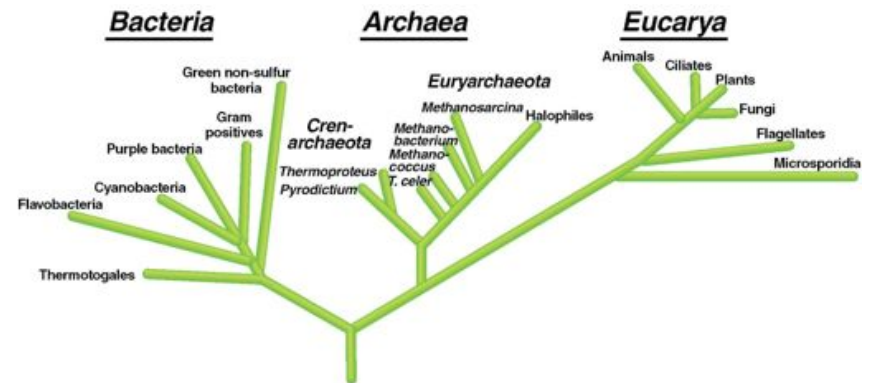 Bacteria
Archaea
Eucarya
Green non-sulfur
bacteria
Gram
positives
Purple bacteria
Cyanobacteria
Flavobacteria
Thermotogales
Cren-
archaeota
Thermoproteus
Pyrodictium
Euryarchaeota
Methanosarcina
Methano-
bacterium
Methano-
coccus
T. celer
Halophiles
Animals
Ciliates
Plants
Fungi
Flagellates
Microsporidia